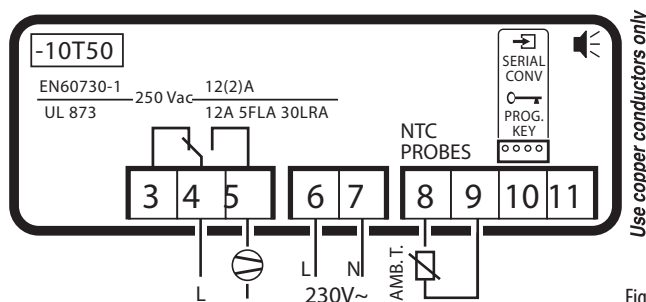 -10T50
EN60730-1
UL 873
250 Vac
12(2)A
12A 5FLA 30LRA
SERIAL
CONV
PROG.
KEY
NTC
PROBES
3 4 5 6 7 8 9 10 11
L
L N
230V~
AMB. T.
Use copper conductors only
Fig